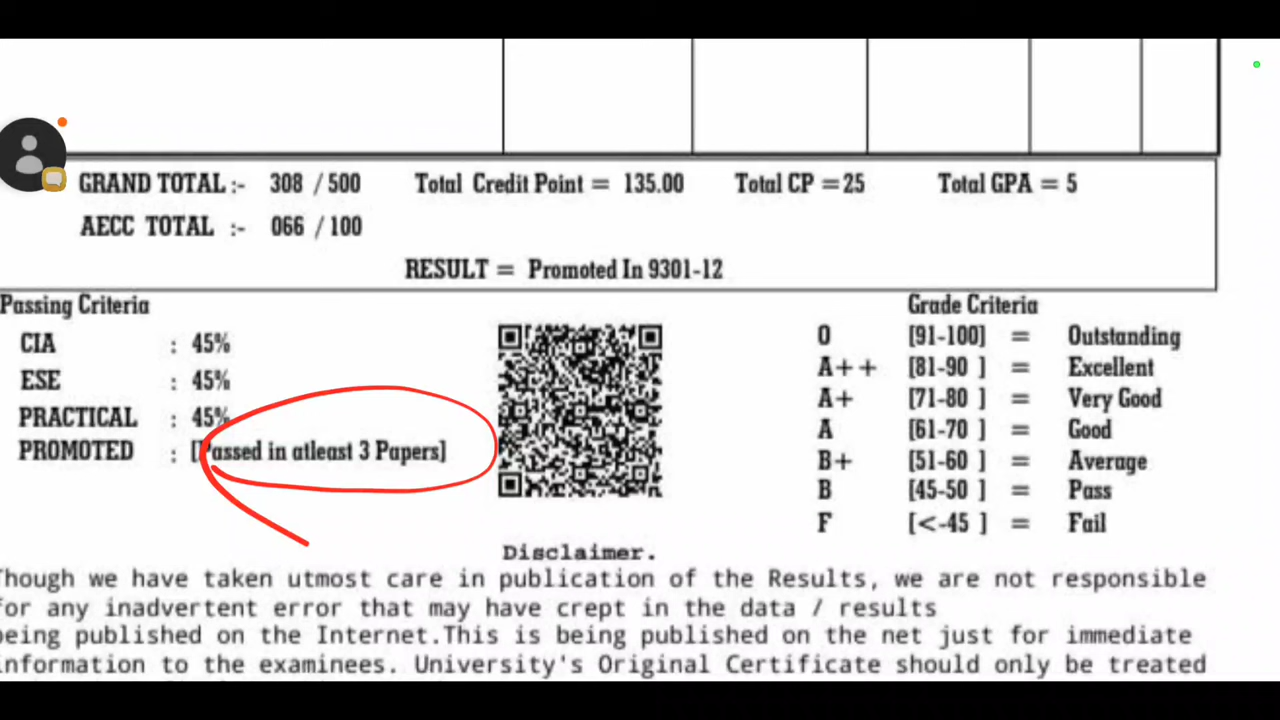 GRAND TOTAL :- 308 / 500 Total Credit Point = 135.00 Total CP =25 Total GPA = 5
AECC TOTAL :- 066 / 100
RESULT = Promoted In 9301-12
Passing Criteria
CIA : 45%
ESE : 45%
PRACTICAL : 45%
PROMOTED : [Passed in atleast 3 Papers]
Grade Criteria
O [91-100] = Outstanding
A++ [81-90 ] = Excellent
A+ [71-80 ] = Very Good
A [61-70 ] = Good
B+ [51-60 ] = Average
B [45-50 ] = Pass
F [<-45 ] = Fail
Disclaimer.
Though we have taken utmost care in publication of the Results, we are not responsible
for any inadvertent error that may have crept in the data / results
being published on the Internet.This is being published on the net just for immediate
information to the examinees. University's Original Certificate should only be treated